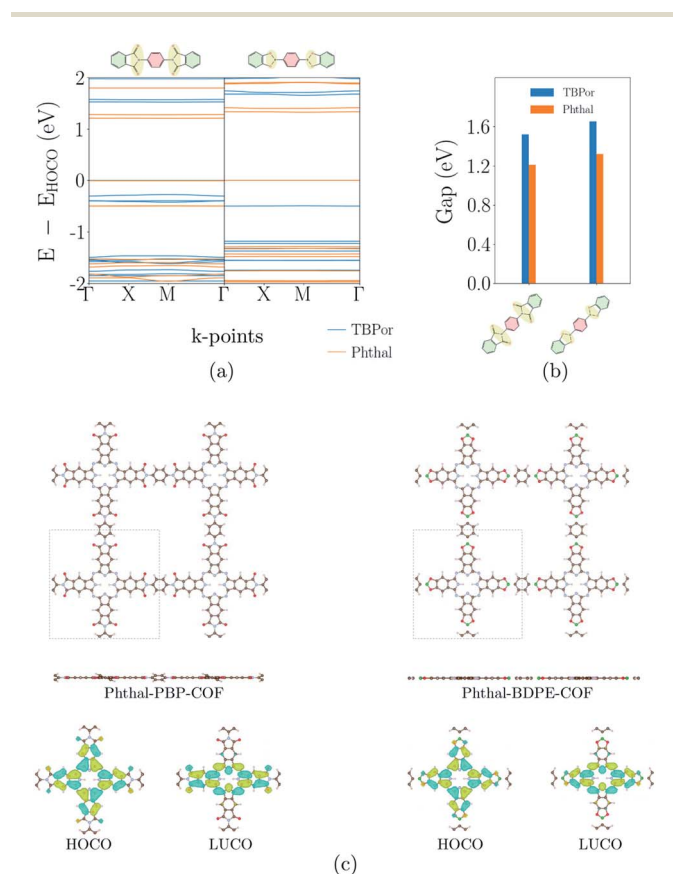 2
1
0
-1
-2
E − E_HOCO (eV)
Γ X M Γ X M Γ
k-points
TBPor
Phthal
(a)
TBPor
Phthal
1.6
1.2
0.8
0.4
0.0
Gap (eV)
(b)
Phthal-PBP-COF
Phthal-BDPE-COF
HOCO LUCO
HOCO LUCO
(c)